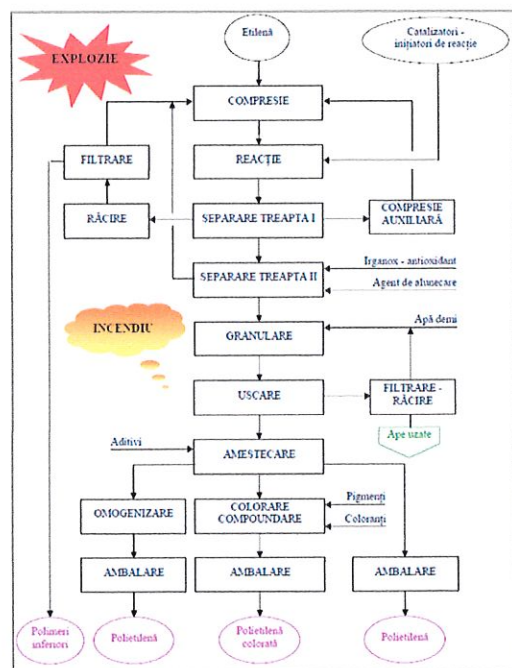 Etilenă
Catalizatori -
inițiatori de reacție
EXPLOZIE
COMPRESIE
FILTRARE
REACȚIE
RĂCIRE
SEPARARE TREAPTA I
COMPRESIE
AUXILIARĂ
SEPARARE TREAPTA II
Irganox - antioxidant
Agent de alunecare
INCENDIU
GRANULARE
Apă demi
USCARE
FILTRARE -
RĂCIRE
Ape uzate
Aditivi
AMESTECARE
OMOGENIZARE
COLORARE
COMPOUNDARE
Pigmenți
Coloranți
AMBALARE
AMBALARE
AMBALARE
Polimeri
inferiori
Polietilenă
Polietilenă
colorată
Polietilenă